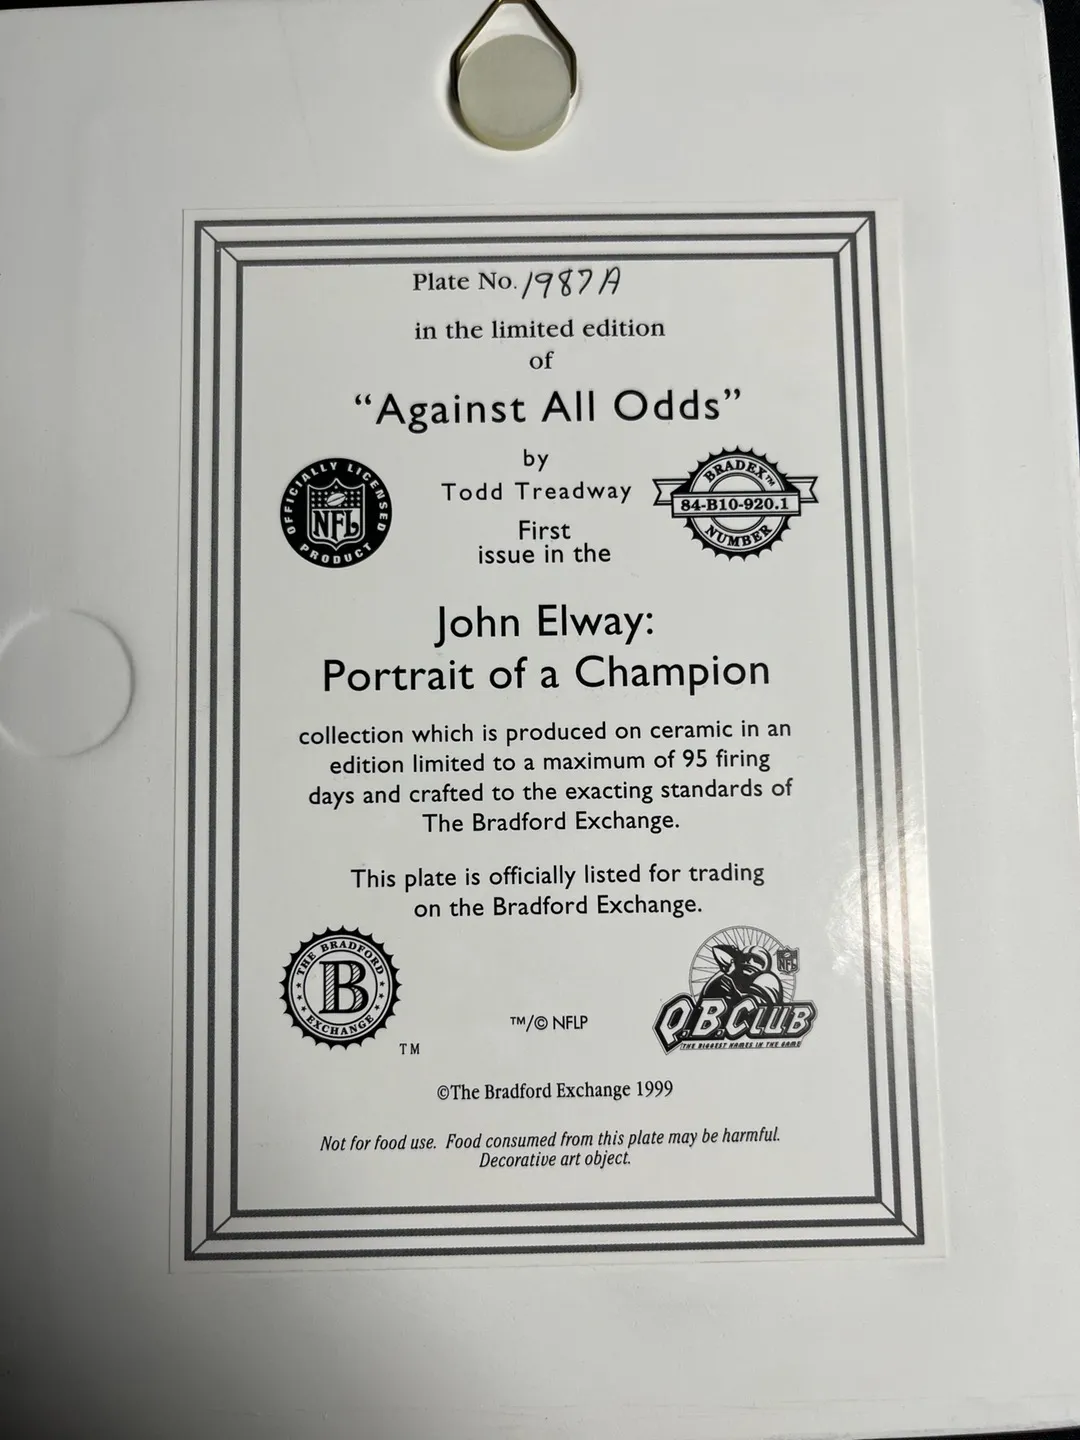 Plate No. 1987A
in the limited edition
of
“Against All Odds”
by
Todd Treadway
OFFICIALLY LICENSED
NFL
PRODUCT
BRADEX™
84-B10-920.1
NUMBER
First
issue in the
John Elway:
Portrait of a Champion
collection which is produced on ceramic in an
edition limited to a maximum of 95 firing
days and crafted to the exacting standards of
The Bradford Exchange.
This plate is officially listed for trading
on the Bradford Exchange.
THE BRADFORD
B
EXCHANGE
TM
™/© NFLP
NFL
Q.B.CLUB
THE BIGGEST NAMES IN THE GAME
©The Bradford Exchange 1999
Not for food use. Food consumed from this plate may be harmful.
Decorative art object.